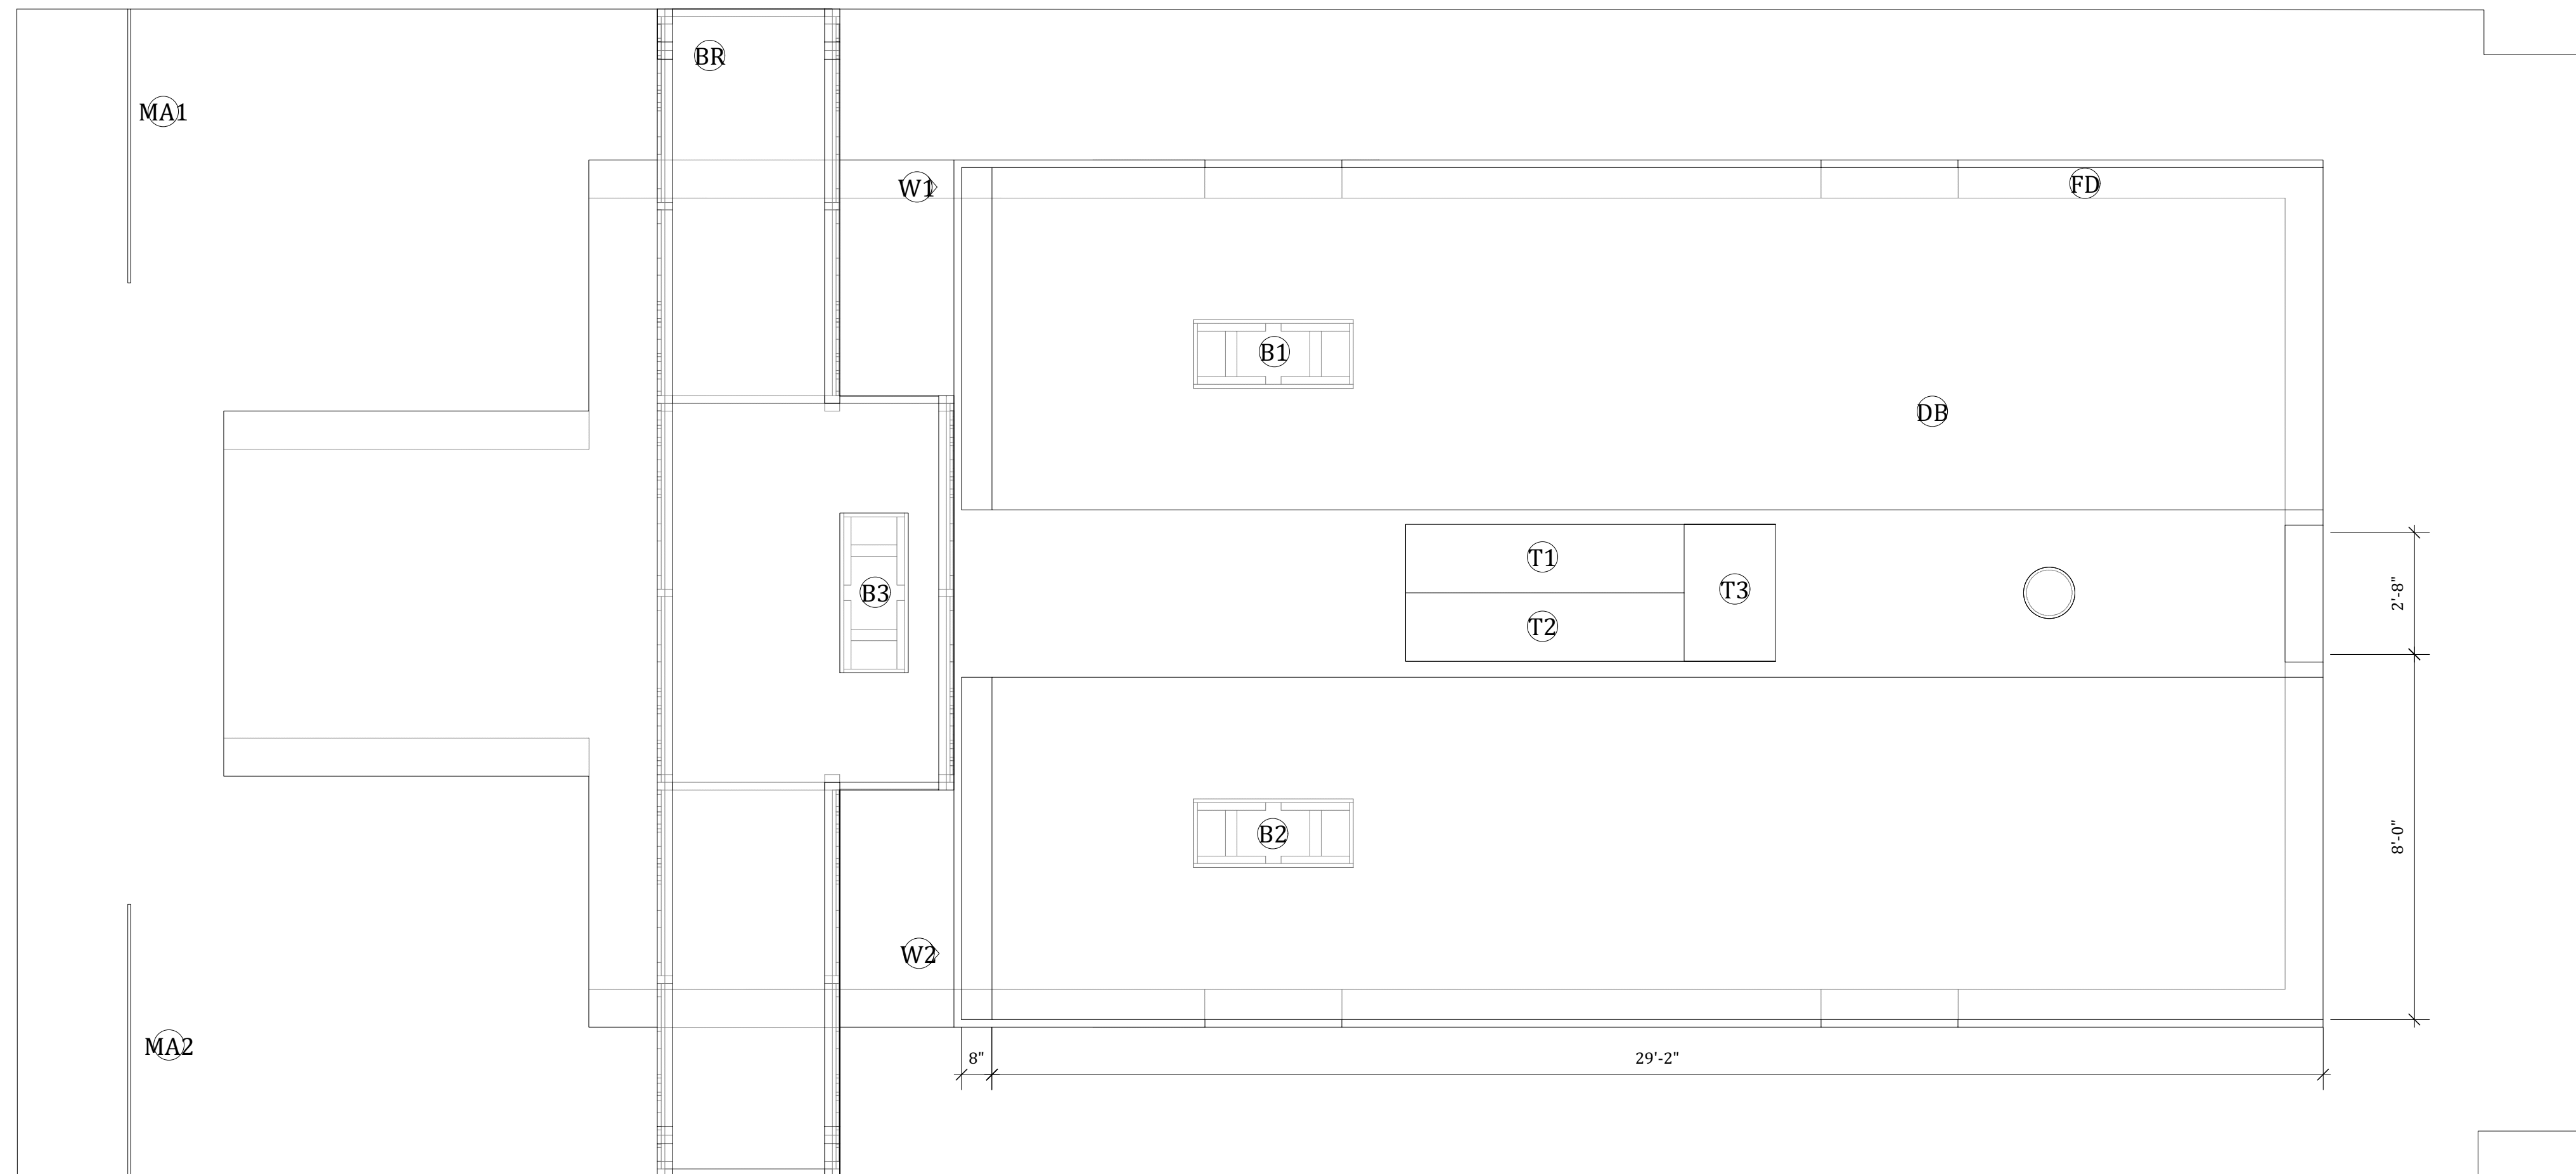 BR
MA1
W1
FD
B1
DB
T1
T3
B3
T2
2'-8"
B2
8'-0"
W2
MA2
8"
29'-2"